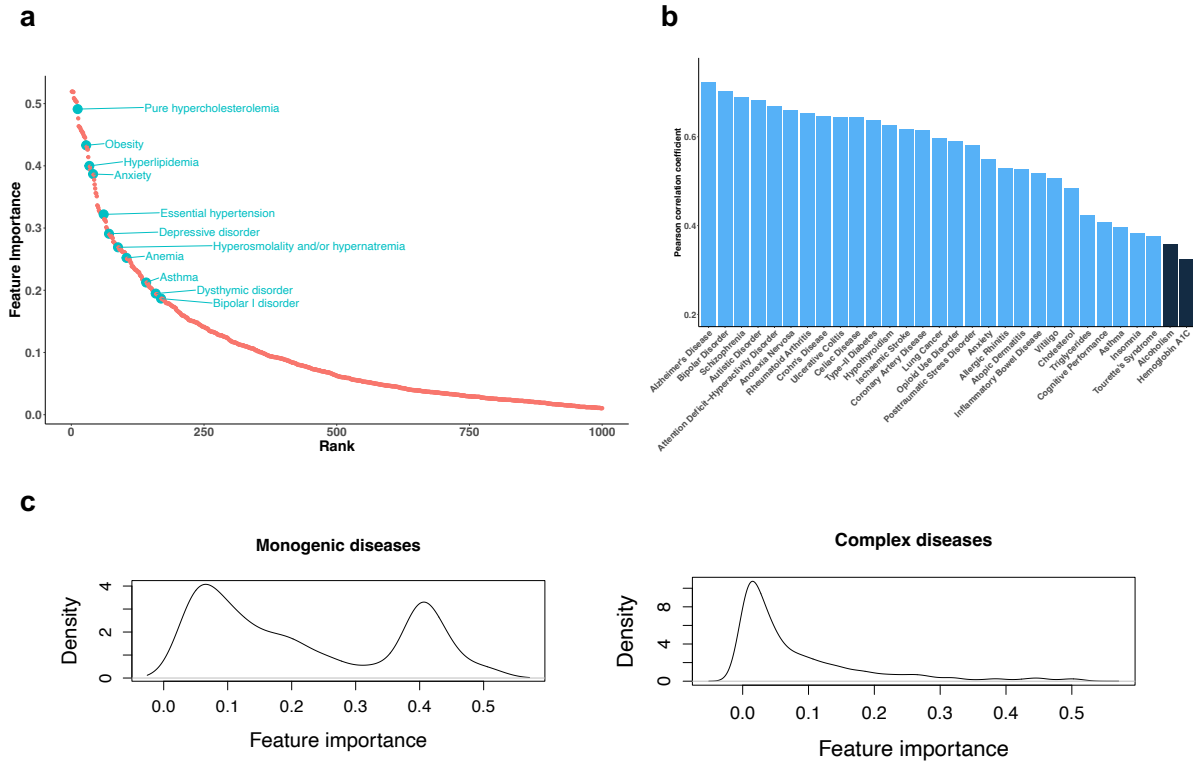 a
Feature Importance
0.5
0.4
0.3
0.2
0.1
0.0
Pure hypercholesterolemia
Obesity
Hyperlipidemia
Anxiety
Essential hypertension
Depressive disorder
Hyperosmolality and/or hypernatremia
Anemia
Asthma
Dysthymic disorder
Bipolar I disorder
0
250
500
750
1000
Rank
b
Pearson correlation coefficient
0.6
0.4
0.2
Alzheimer's Disease
Bipolar Disorder
Schizophrenia
Autistic Disorder
Attention Deficit-Hyperactivity Disorder
Anorexia Nervosa
Rheumatoid Arthritis
Crohn's Disease
Ulcerative Colitis
Celiac Disease
Type-II Diabetes
Hypothyroidism
Ischaemic Stroke
Coronary Artery Disease
Lung Cancer
Opioid Use Disorder
Posttraumatic Stress Disorder
Anxiety
Allergic Rhinitis
Atopic Dermatitis
Inflammatory Bowel Disease
Vitiligo
Cholesterol
Triglycerides
Cognitive Performance
Asthma
Insomnia
Tourette's Syndrome
Alcoholism
Hemoglobin A1C
c
Monogenic diseases
Density
4
2
0
0.0
0.1
0.2
0.3
0.4
0.5
Feature importance
Complex diseases
Density
8
4
0
0.0
0.1
0.2
0.3
0.4
0.5
Feature importance